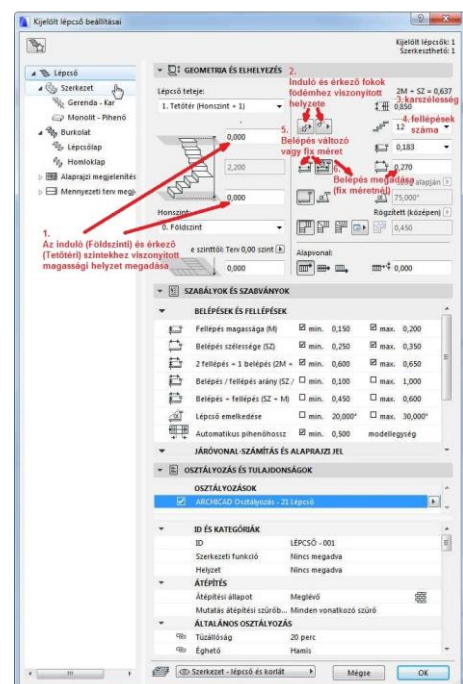 Kijelölt lépcső beállításai
Kijelölt lépcsők: 1
Szerkeszthető: 1
Lépcső
Szerkezet
Gerenda - Kar
Monolit - Pihenő
Burkolat
Lépcsőlap
Homloklap
Alaprajzi megjelenítés
Mennyezeti terv megj
GEOMETRIA ÉS ELHELYEZÉS
2.
Induló és érkező fokok
födémhez viszonyított
helyzete
Lépcső teteje:
1. Tetőtér (Honszint + 1)
2M + SZ = 0,637
3.karszélesség
0,850
4.fellépések
száma
12
0,000
5.
Belépés változó
vagy fix méret
0,183
6.
Belépés megadása
(fix méretnél)
0,270
alapján
2,200
75,000°
0,000
Rögzített (középen)
0,450
Honszint:
0. Földszint
1.
Az induló (Földszinti) és érkező
(Tetőtéri) szintekhez viszonyított
magassági helyzet megadása
e szinttől: Terv 0,00 szint
0,000
Alapvonal:
0,000
SZABÁLYOK ÉS SZABVÁNYOK
BELÉPÉSEK ÉS FELLÉPÉSEK
Fellépés magassága (M) min. 0,150 max. 0,200
Belépés szélessége (SZ) min. 0,250 max. 0,350
2 fellépés + 1 belépés (2M + min. 0,600 max. 0,650
Belépés / fellépés arány (SZ / min. 0,100 max. 1,000
Belépés + fellépés (SZ + M) min. 0,450 max. 0,600
Lépcső emelkedése min. 20,000° max. 30,000°
Automatikus pihenőhossz min. 0,500 modellegység
JÁRÓVONAL-SZÁMÍTÁS ÉS ALAPRAJZI JEL
OSZTÁLYOZÁS ÉS TULAJDONSÁGOK
OSZTÁLYOZÁSOK
ARCHICAD Osztályozás - 21 Lépcső
ID ÉS KATEGÓRIÁK
ID LÉPCSŐ - 001
Szerkezeti funkció Nincs megadva
Helyzet Nincs megadva
ÁTÉPÍTÉS
Átépítési állapot Meglévő
Mutatás átépítési szűrőb... Minden vonatkozó szűrő
ÁLTALÁNOS OSZTÁLYOZÁS
Tűzállóság 20 perc
Éghető Hamis
Szerkezet - lépcső és korlát
Mégse
OK